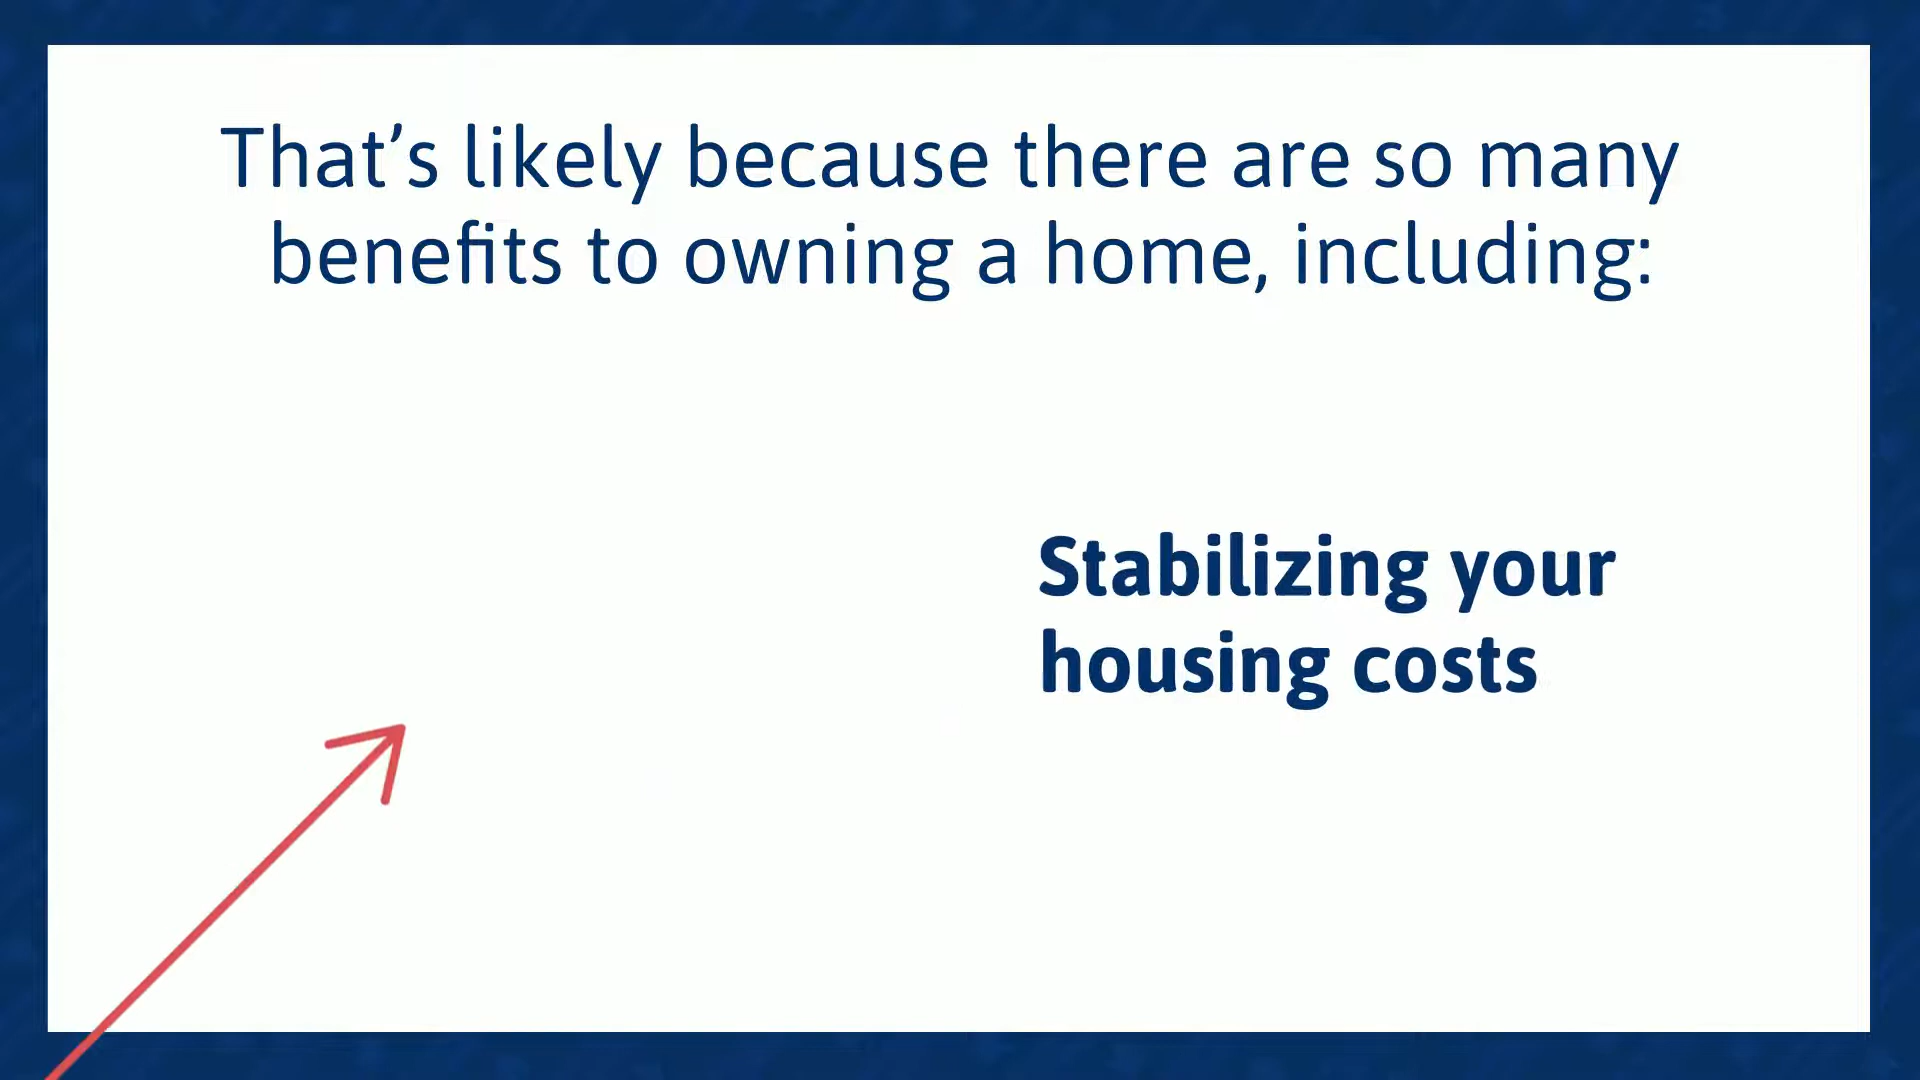 That’s likely because there are so many
benefits to owning a home, including:
Stabilizing your
housing costs